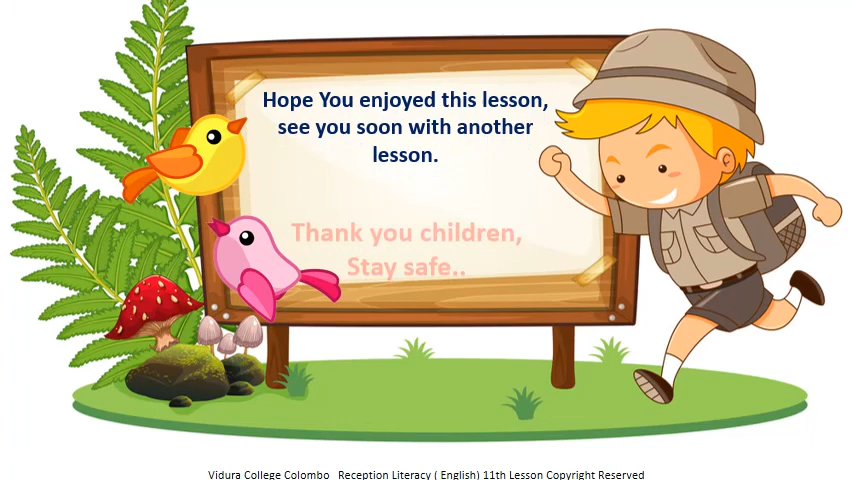 Hope You enjoyed this lesson,
see you soon with another
lesson.
Thank you children,
Stay safe..
Vidura College Colombo   Reception Literacy ( English) 11th Lesson Copyright Reserved